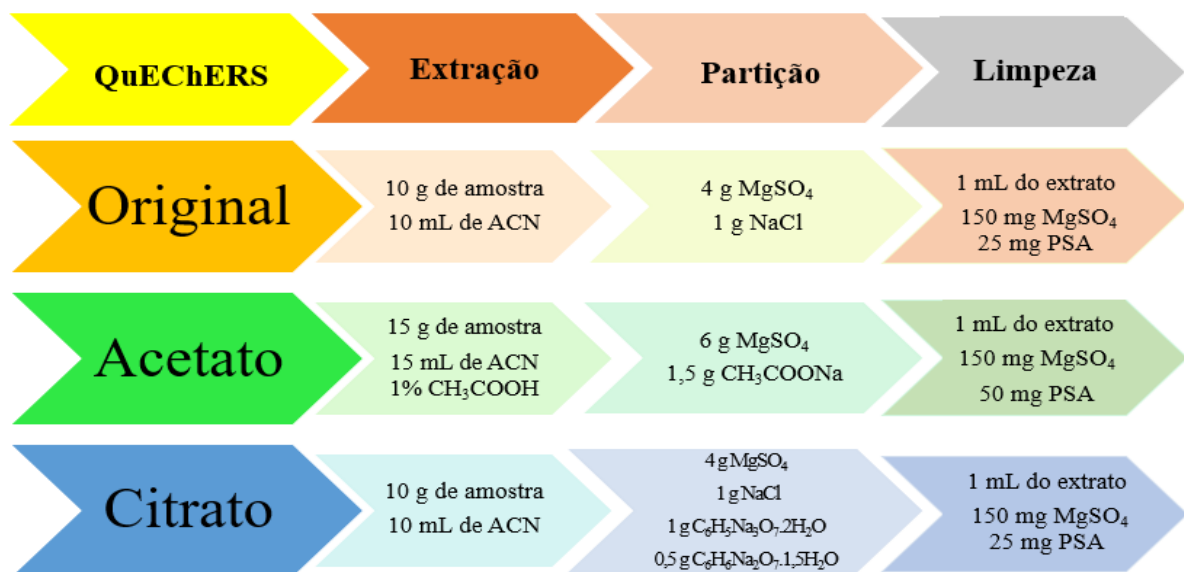 QuEChERS
Extração
Partição
Limpeza
Original
10 g de amostra
10 mL de ACN
4 g MgSO₄
1 g NaCl
1 mL do extrato
150 mg MgSO₄
25 mg PSA
Acetato
15 g de amostra
15 mL de ACN
1% CH₃COOH
6 g MgSO₄
1,5 g CH₃COONa
1 mL do extrato
150 mg MgSO₄
50 mg PSA
Citrato
10 g de amostra
10 mL de ACN
4 g MgSO₄
1 g NaCl
1 g C₆H₅Na₃O₇.2H₂O
0,5 g C₆H₆Na₂O₇.1,5H₂O
1 mL do extrato
150 mg MgSO₄
25 mg PSA